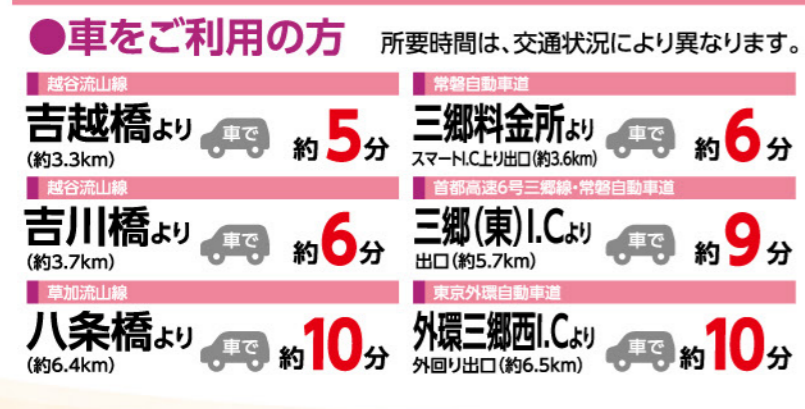 ●車をご利用の方 所要時間は、交通状況により異なります。
越谷流山線
吉越橋より 車で 約5分
(約3.3km)
常磐自動車道
三郷料金所より 車で 約6分
スマートI.C上り出口(約3.6km)
越谷流山線
吉川橋より 車で 約6分
(約3.7km)
首都高速6号三郷線・常磐自動車道
三郷(東)I.Cより 車で 約9分
出口(約5.7km)
草加流山線
八条橋より 車で 約10分
(約6.4km)
東京外環自動車道
外環三郷西I.Cより 車で 約10分
外回り出口(約6.5km)